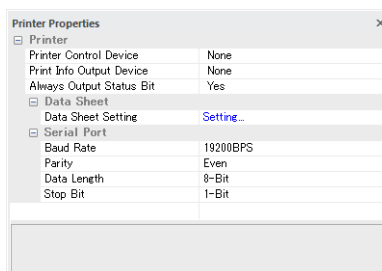 Printer Properties
Printer
Printer Control Device None
Print Info Output Device None
Always Output Status Bit Yes
Data Sheet
Data Sheet Setting Setting...
Serial Port
Baud Rate 19200BPS
Parity Even
Data Length 8-Bit
Stop Bit 1-Bit